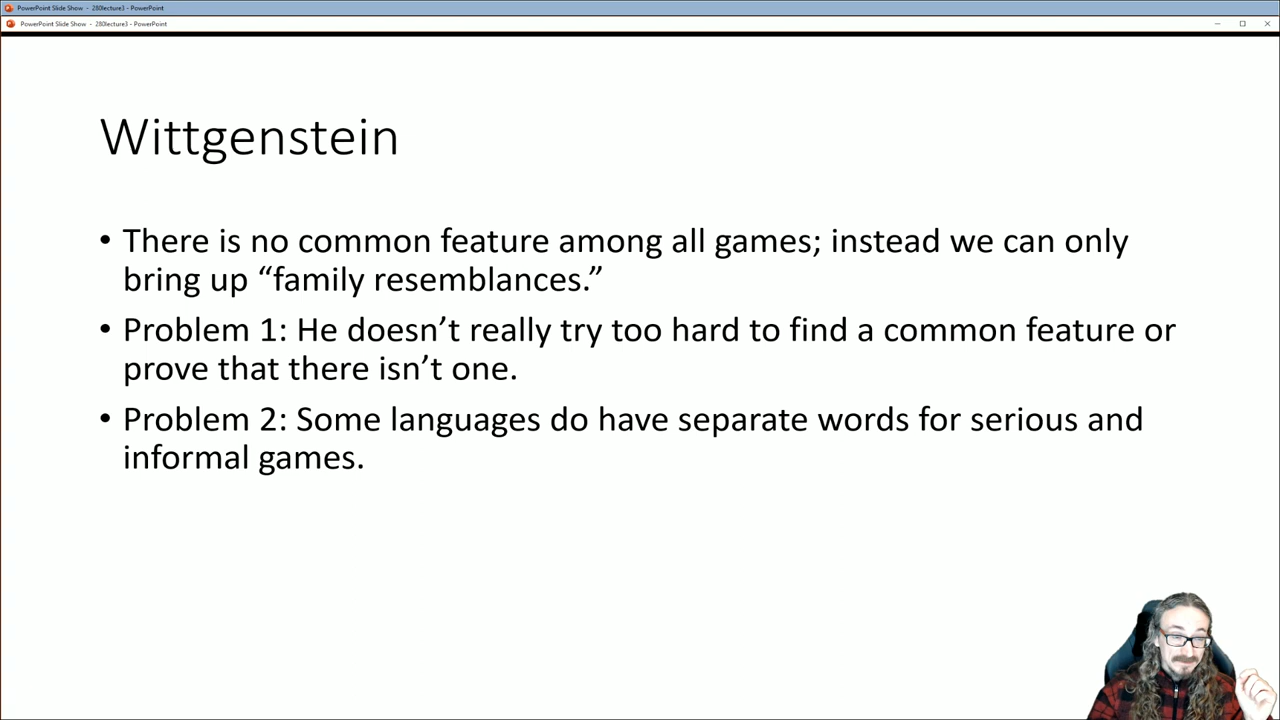 PowerPoint Slide Show - 280lecture3 - PowerPoint
PowerPoint Slide Show - 280lecture3 - PowerPoint
Wittgenstein
• There is no common feature among all games; instead we can only
bring up “family resemblances.”
• Problem 1: He doesn’t really try too hard to find a common feature or
prove that there isn’t one.
• Problem 2: Some languages do have separate words for serious and
informal games.